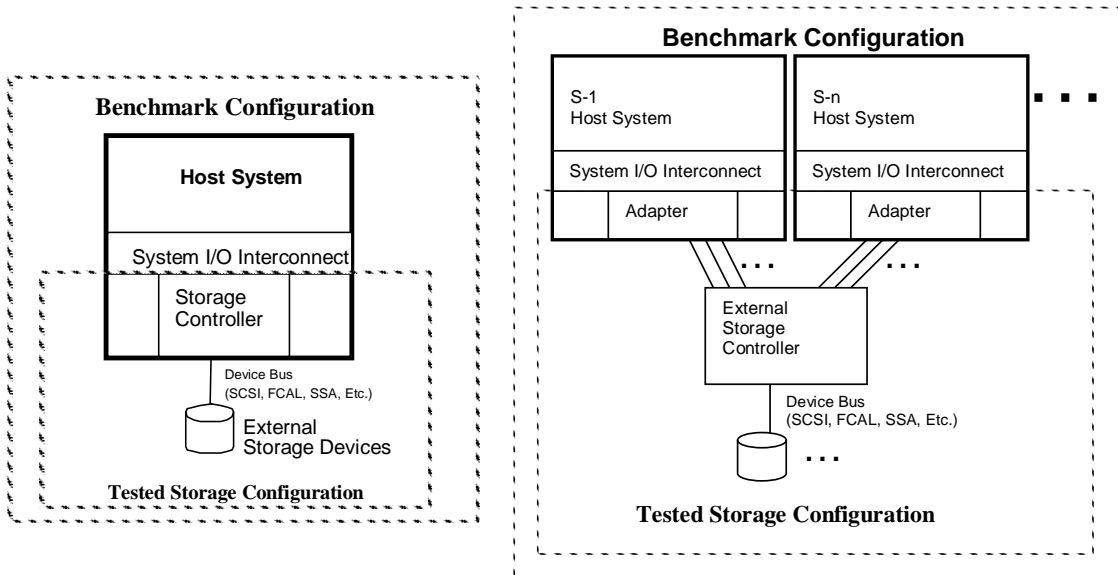 Benchmark Configuration
Host System
System I/O Interconnect
Storage
Controller
Device Bus
(SCSI, FCAL, SSA, Etc.)
External
Storage Devices
Tested Storage Configuration
Benchmark Configuration
S-1
Host System
System I/O Interconnect
Adapter
S-n
Host System
System I/O Interconnect
Adapter
. . .
. . .
. . .
External
Storage
Controller
Device Bus
(SCSI, FCAL, SSA, Etc.)
. . .
Tested Storage Configuration